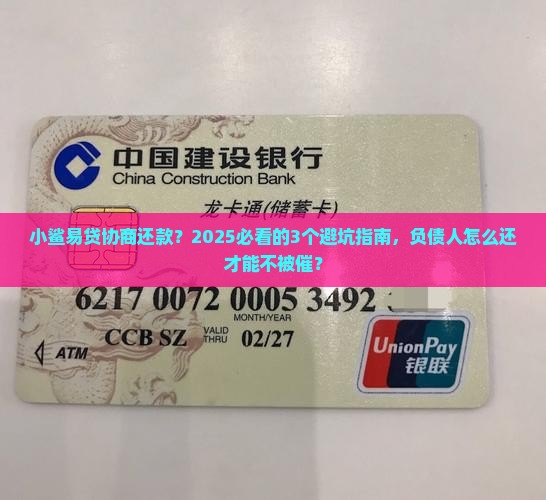 中国建设银行
China Construction Bank
龙卡通(储蓄卡)
小鲨易贷协商还款？2025必看的3个避坑指南，负债人怎么还
才能不被催？
6217 0072 0005 3492
MONTH/YEAR
CCB SZ VALID THRU 02/27
ATM
UnionPay
银联